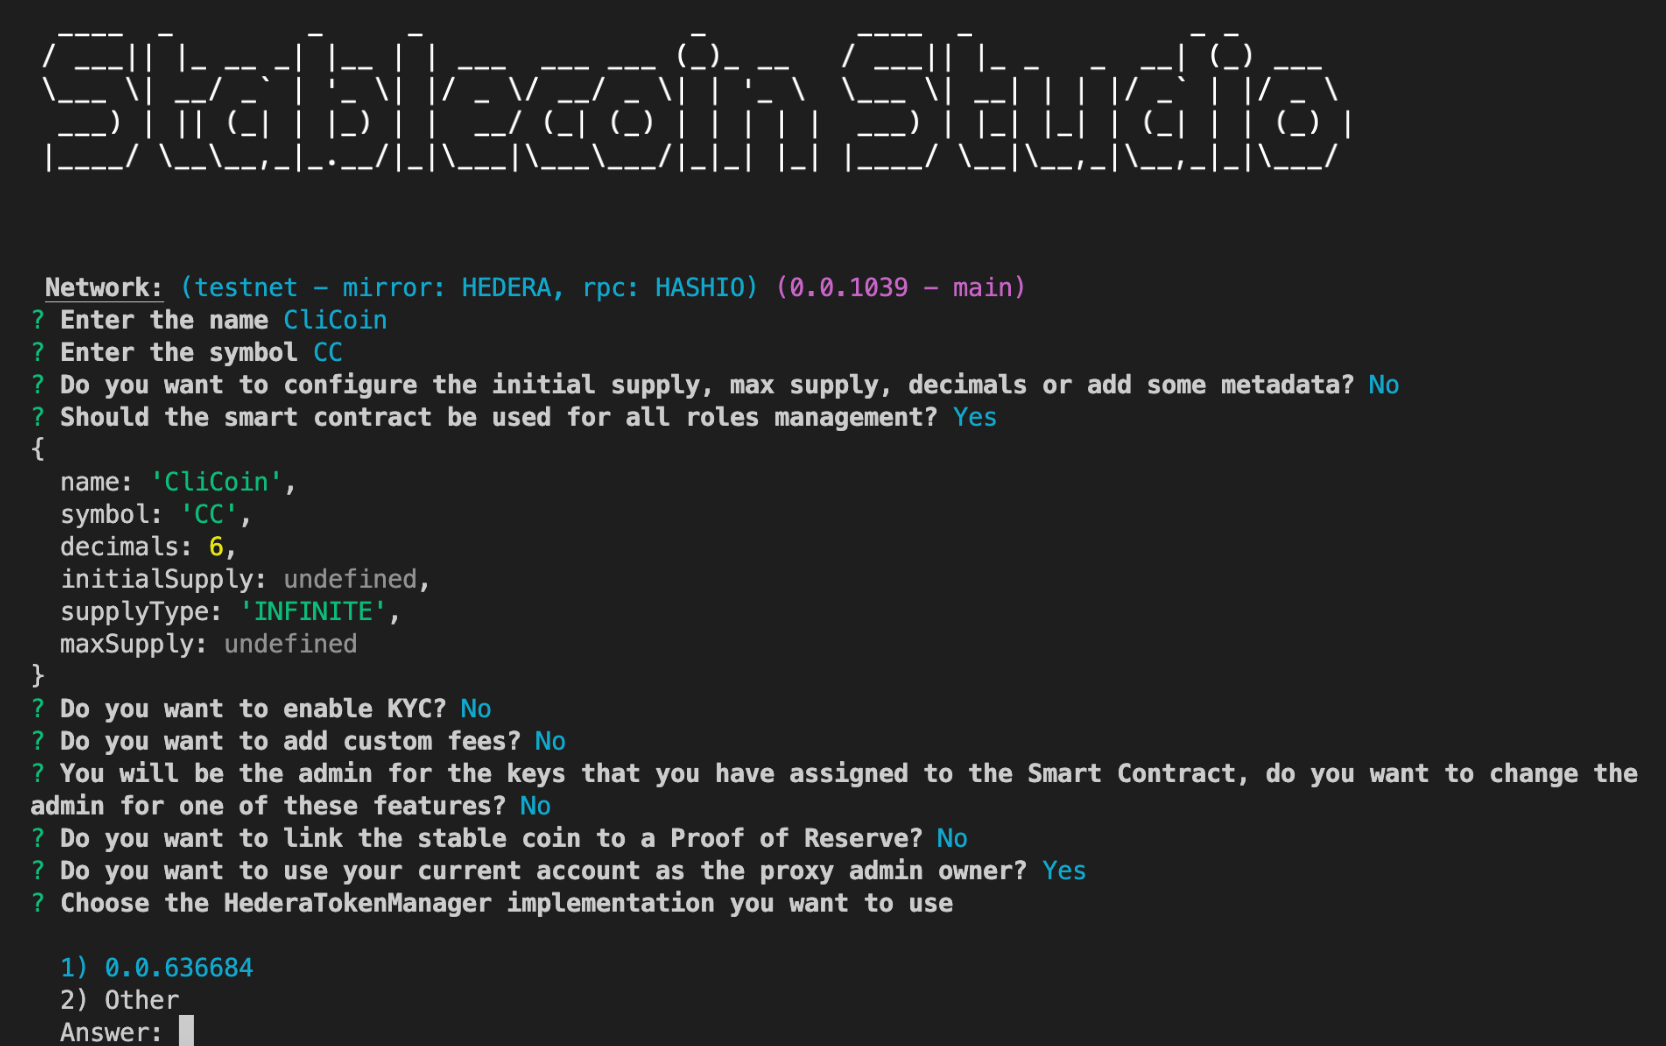 Stablecoin Studio
Network: (testnet – mirror: HEDERA, rpc: HASHIO) (0.0.1039 – main)
? Enter the name CliCoin
? Enter the symbol CC
? Do you want to configure the initial supply, max supply, decimals or add some metadata? No
? Should the smart contract be used for all roles management? Yes
{
  name: 'CliCoin',
  symbol: 'CC',
  decimals: 6,
  initialSupply: undefined,
  supplyType: 'INFINITE',
  maxSupply: undefined
}
? Do you want to enable KYC? No
? Do you want to add custom fees? No
? You will be the admin for the keys that you have assigned to the Smart Contract, do you want to change the
admin for one of these features? No
? Do you want to link the stable coin to a Proof of Reserve? No
? Do you want to use your current account as the proxy admin owner? Yes
? Choose the HederaTokenManager implementation you want to use
  1) 0.0.636684
  2) Other
  Answer: